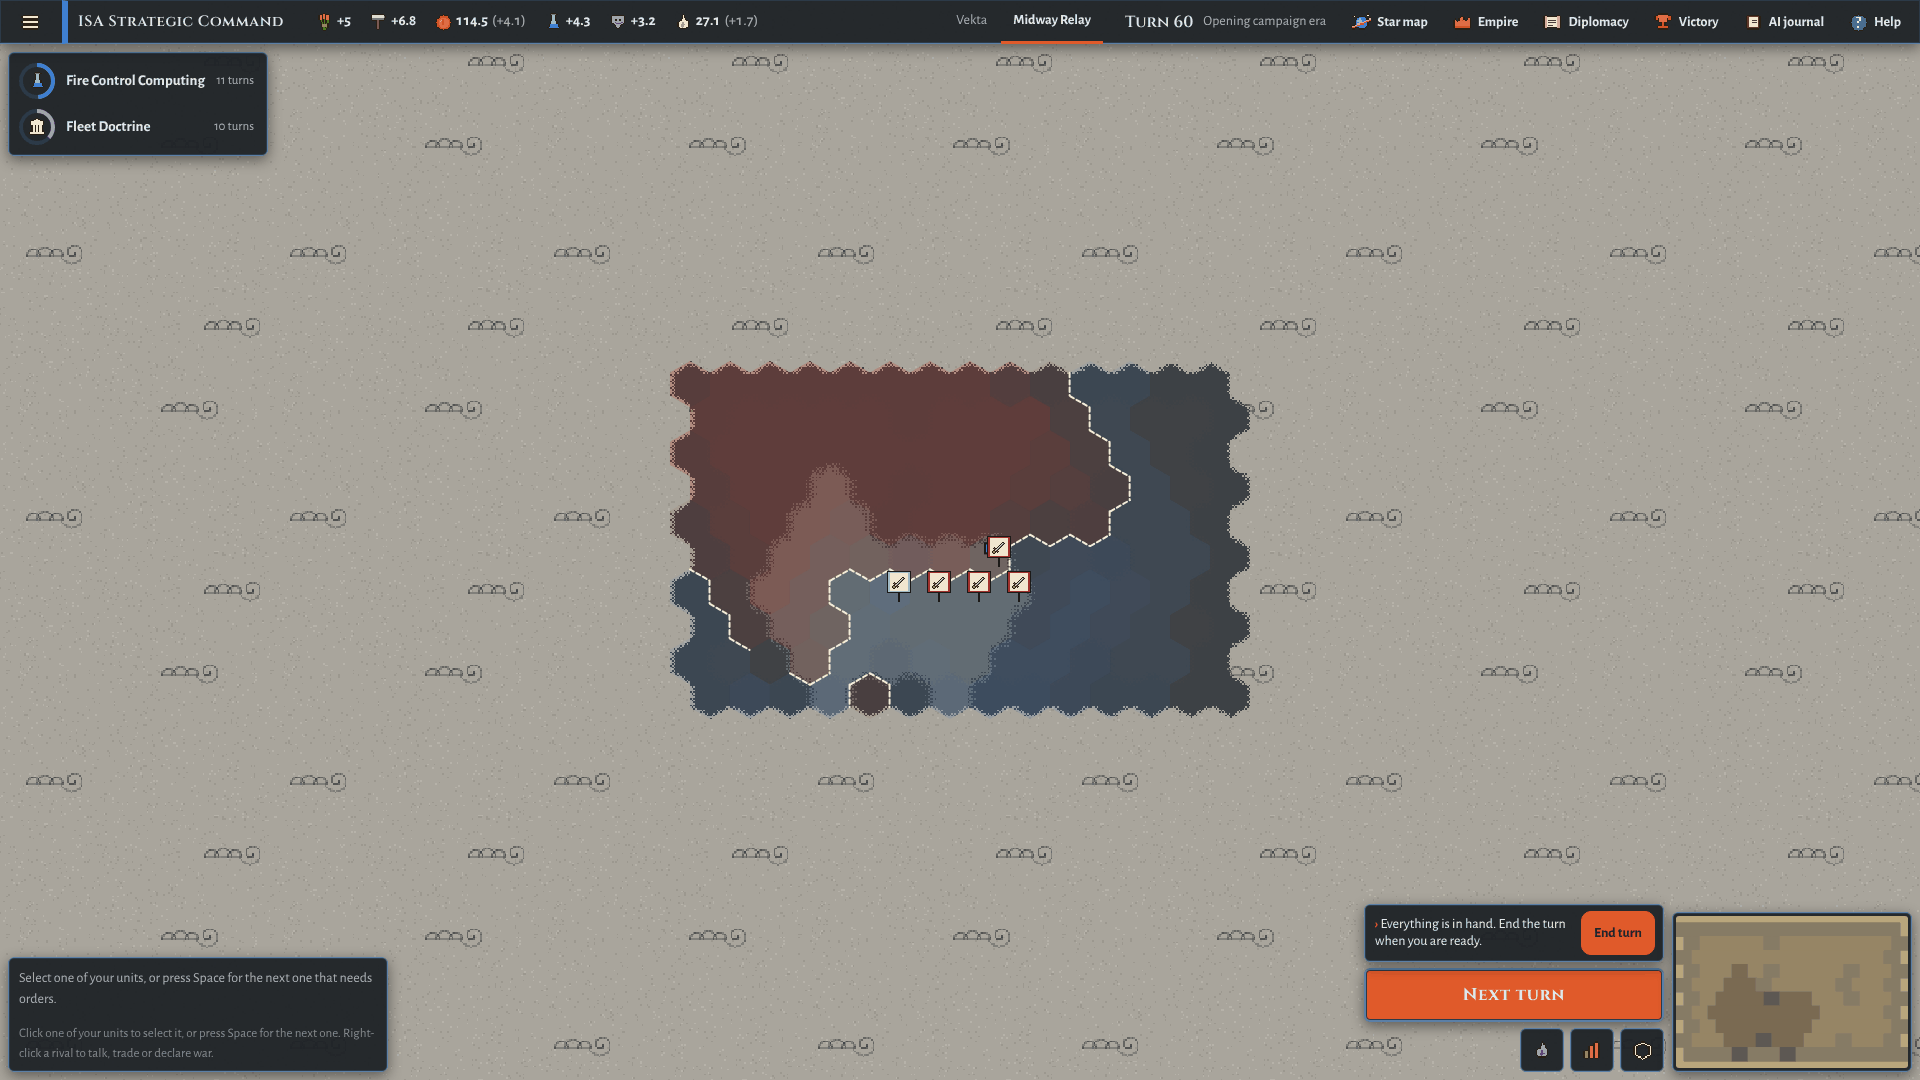 ISA Strategic Command
+5
+6.8
114.5 (+4.1)
+4.3
+3.2
27.1 (+1.7)
Vekta
Midway Relay
Turn 60
Opening campaign era
Star map
Empire
Diplomacy
Victory
AI journal
Help
Fire Control Computing 11 turns
Fleet Doctrine 10 turns
Select one of your units, or press Space for the next one that needs
orders.
Click one of your units to select it, or press Space for the next one. Right-
click a rival to talk, trade or declare war.
› Everything is in hand. End the turn
when you are ready.
End turn
Next turn